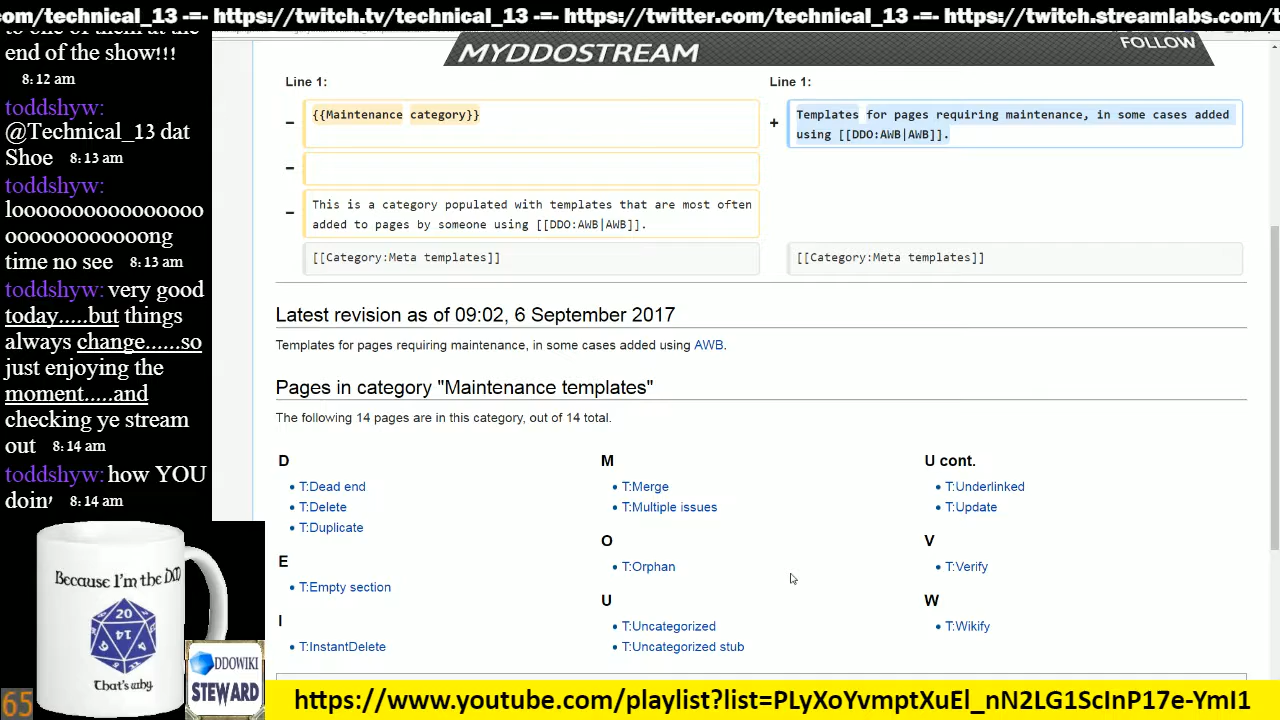 com/technical_13 -=- https://twitch.tv/technical_13 -=- https://twitter.com/technical_13 -=- https://twitch.streamlabs.com/t
to one of them at the
end of the show!!!
8:12 am
toddshyw:
@Technical_13 dat
Shoe 8:13 am
toddshyw:
looooooooooooooooo
ooooooooooooong
time no see 8:13 am
toddshyw: very good
today.....but things
always change......so
just enjoying the
moment.....and
checking ye stream
out 8:14 am
toddshyw: how YOU
doin' 8:14 am
Because I'm the DM
20
14
That's why.
DDOWIKI
STEWARD
65
MYDDOSTREAM
FOLLOW
Line 1:
Line 1:
− {{Maintenance category}}
+ Templates for pages requiring maintenance, in some cases added
using [[DDO:AWB|AWB]].
−
− This is a category populated with templates that are most often
added to pages by someone using [[DDO:AWB|AWB]].
[[Category:Meta templates]]
[[Category:Meta templates]]
Latest revision as of 09:02, 6 September 2017
Templates for pages requiring maintenance, in some cases added using AWB.
Pages in category "Maintenance templates"
The following 14 pages are in this category, out of 14 total.
D
T:Dead end
T:Delete
T:Duplicate
E
T:Empty section
I
T:InstantDelete
M
T:Merge
T:Multiple issues
O
T:Orphan
U
T:Uncategorized
T:Uncategorized stub
U cont.
T:Underlinked
T:Update
V
T:Verify
W
T:Wikify
https://www.youtube.com/playlist?list=PLyXoYvmptXuEl_nN2LG1ScInP17e-YmI1